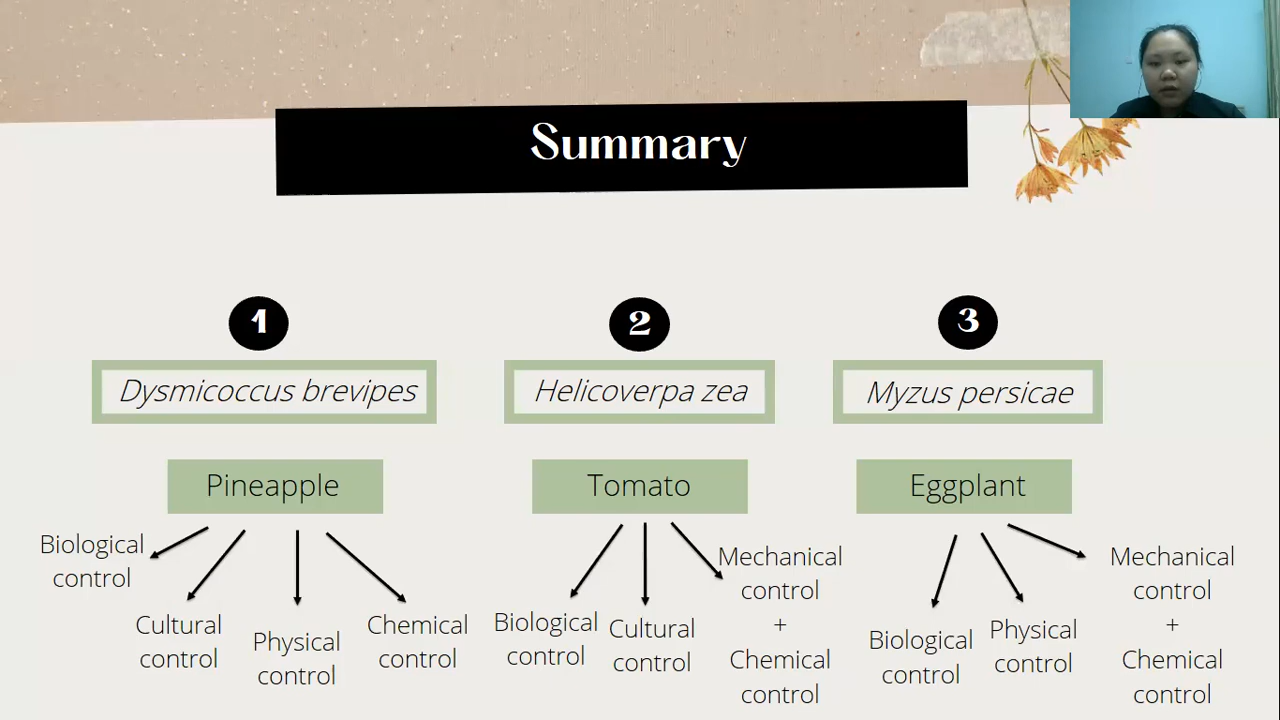 Summary
1
Dysmicoccus brevipes
Pineapple
Biological
control
Cultural
control
Physical
control
Chemical
control
2
Helicoverpa zea
Tomato
Biological
control
Cultural
control
Mechanical
control
+
Chemical
control
3
Myzus persicae
Eggplant
Biological
control
Physical
control
Mechanical
control
+
Chemical
control